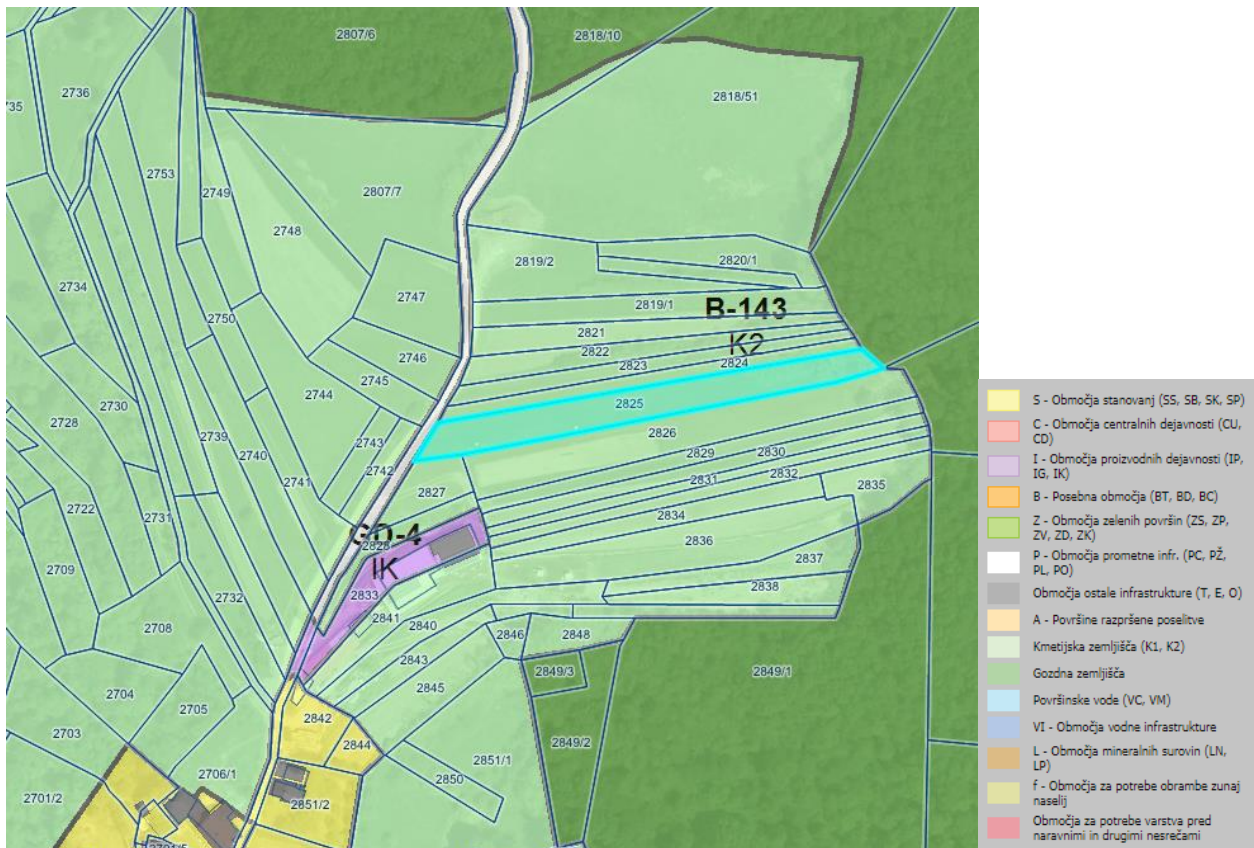 2807/6
2818/10
2736
735
2818/51
2753
2749
2807/7
2748
2819/2
2820/1
2734
2747
2819/1
B-143
2750
2821
K2
2822
2746
2823
2824
2745
2744
2825
2730
2728
2743
2826
2739
2740
2742
2829
2830
2741
2831
2832
2835
2827
2722
2731
2834
GD-4
2828
2836
IK
2709
2837
2833
2838
2732
2841
2840
2708
2846
2848
2843
2849/3
2849/1
2704
2845
2705
2842
2703
2844
2849/2
2851/1
2706/1
2850
2701/2
2851/2
S - Območja stanovanj (SS, SB, SK, SP)
C - Območja centralnih dejavnosti (CU,
CD)
I - Območja proizvodnih dejavnosti (IP,
IG, IK)
B - Posebna območja (BT, BD, BC)
Z - Območja zelenih površin (ZS, ZP,
ZV, ZD, ZK)
P - Območja prometne infr. (PC, PŽ,
PL, PO)
Območja ostale infrastrukture (T, E, O)
A - Površine razpršene poselitve
Kmetijska zemljišča (K1, K2)
Gozdna zemljišča
Površinske vode (VC, VM)
VI - Območja vodne infrastrukture
L - Območja mineralnih surovin (LN,
LP)
f - Območja za potrebe obrambe zunaj
naselij
Območja za potrebe varstva pred
naravnimi in drugimi nesrečami